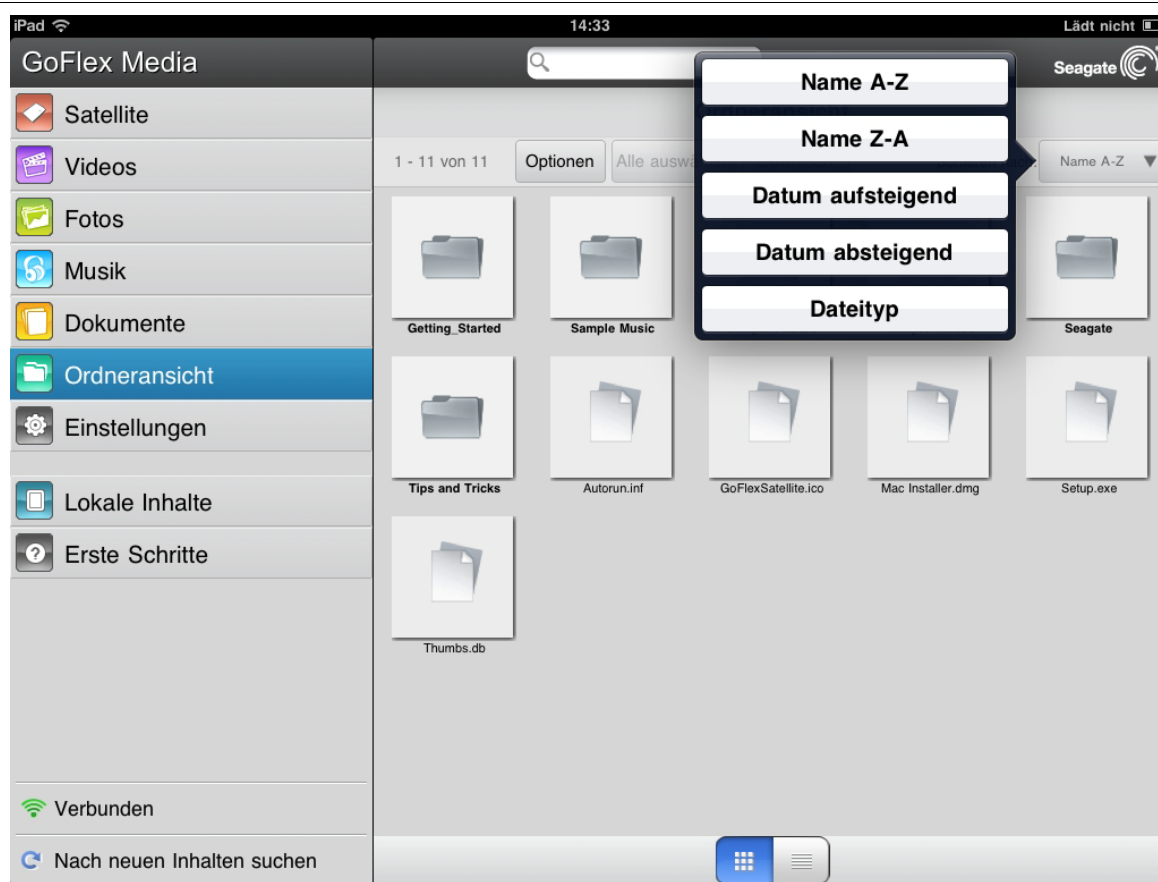 iPad 14:33 Lädt nicht
GoFlex Media
Seagate
Satellite
Videos
Fotos
Musik
Dokumente
Ordneransicht
Einstellungen
Lokale Inhalte
Erste Schritte
Verbunden
Nach neuen Inhalten suchen
1 - 11 von 11 Optionen Alle Name A-Z
Name A-Z
Name Z-A
Datum aufsteigend
Datum absteigend
Dateityp
Getting_Started Sample Music Seagate
Tips and Tricks Autorun.inf GoFlexSatellite.ico Mac Installer.dmg Setup.exe
Thumbs.db